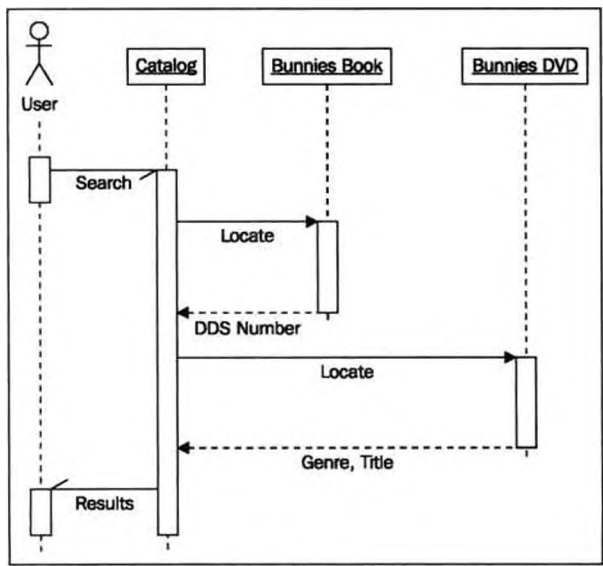 Catalog
Bunnies Book
Bunnies DVD
User
Search
Locate
DDS Number
Locate
Genre, Title
Results